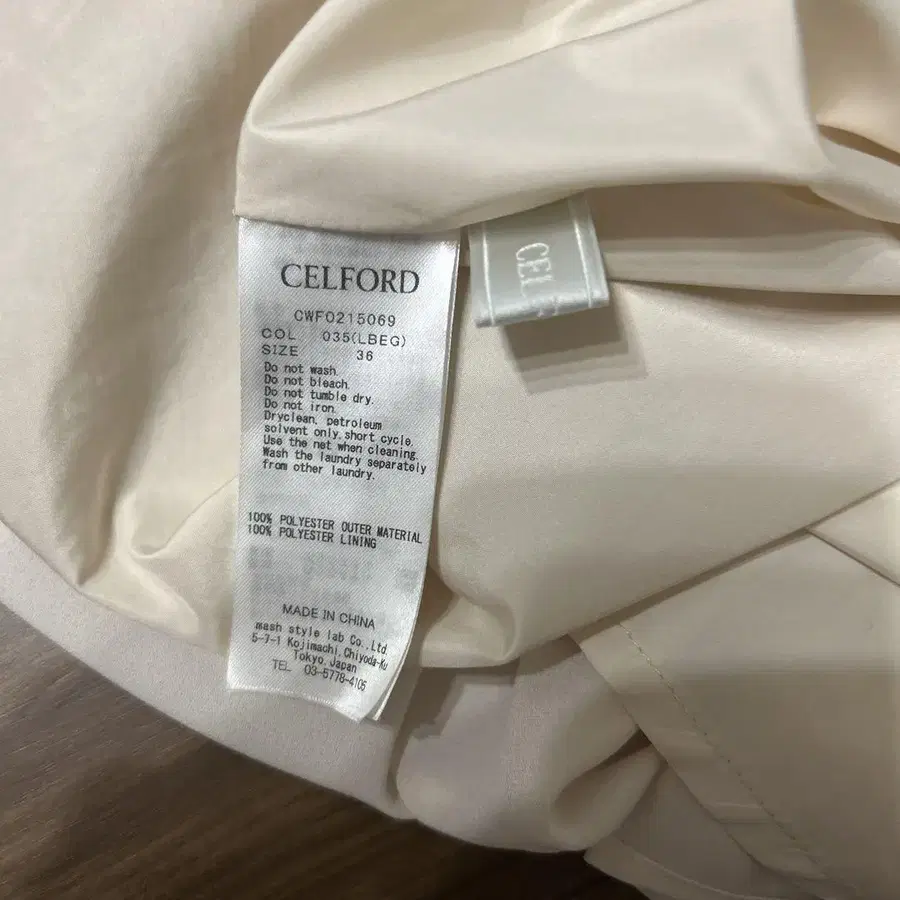 CELFORD
CWF0215069
COL 035(LBEG)
SIZE 36
Do not wash.
Do not bleach.
Do not tumble dry.
Do not iron.
Dryclean, petroleum
solvent only,short cycle.
Use the net when cleaning.
Wash the laundry separately
from other laundry.
100% POLYESTER OUTER MATERIAL
100% POLYESTER LINING
MADE IN CHINA
mash style lab Co.,Ltd.
5-7-1 Kojimachi,Chiyoda-Ku
Tokyo,Japan
TEL 03-5778-4105
CEL